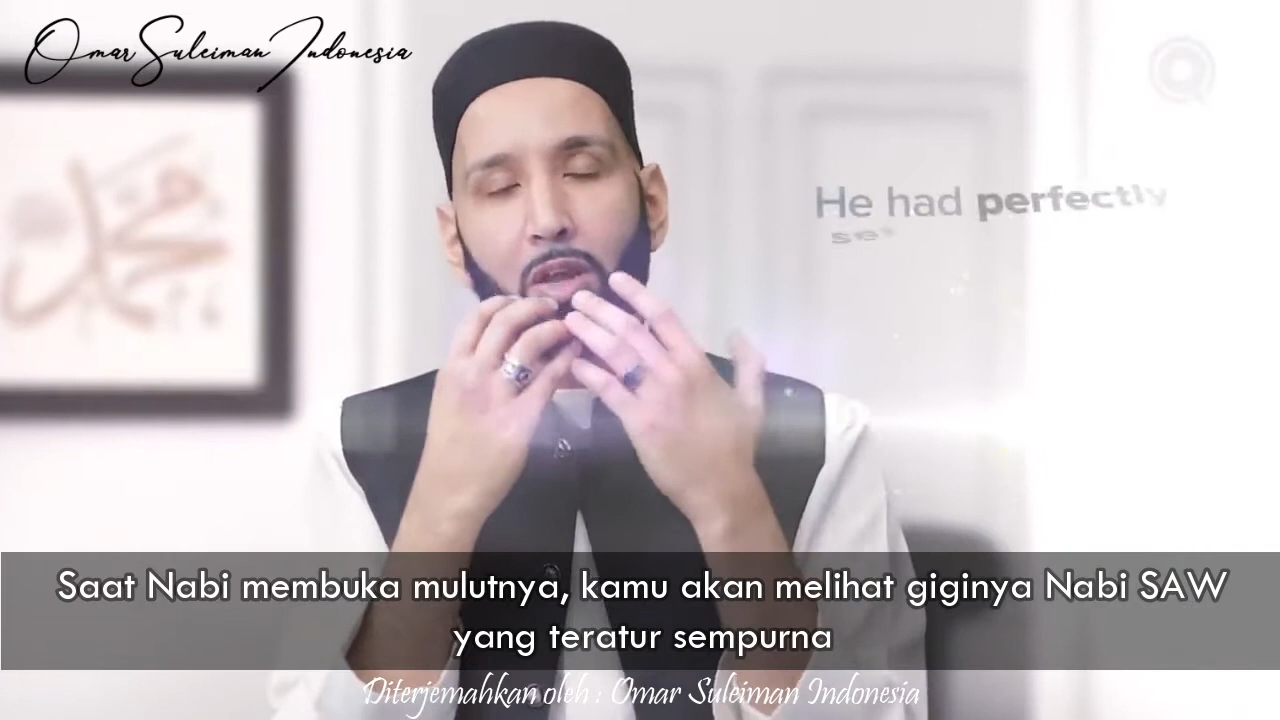 Omar Suleiman Indonesia
محمد
He had perfectly
Saat Nabi membuka mulutnya, kamu akan melihat giginya Nabi SAW
yang teratur sempurna
Diterjemahkan oleh : Omar Suleiman Indonesia